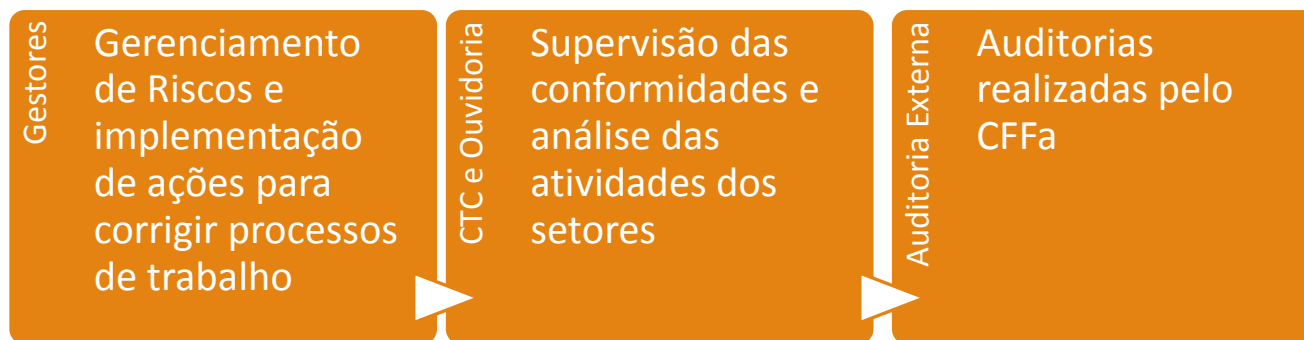 Gestores
Gerenciamento
de Riscos e
implementação
de ações para
corrigir processos
de trabalho
CTC e Ouvidoria
Supervisão das
conformidades e
análise das
atividades dos
setores
Auditoria Externa
Auditorias
realizadas pelo
CFFa